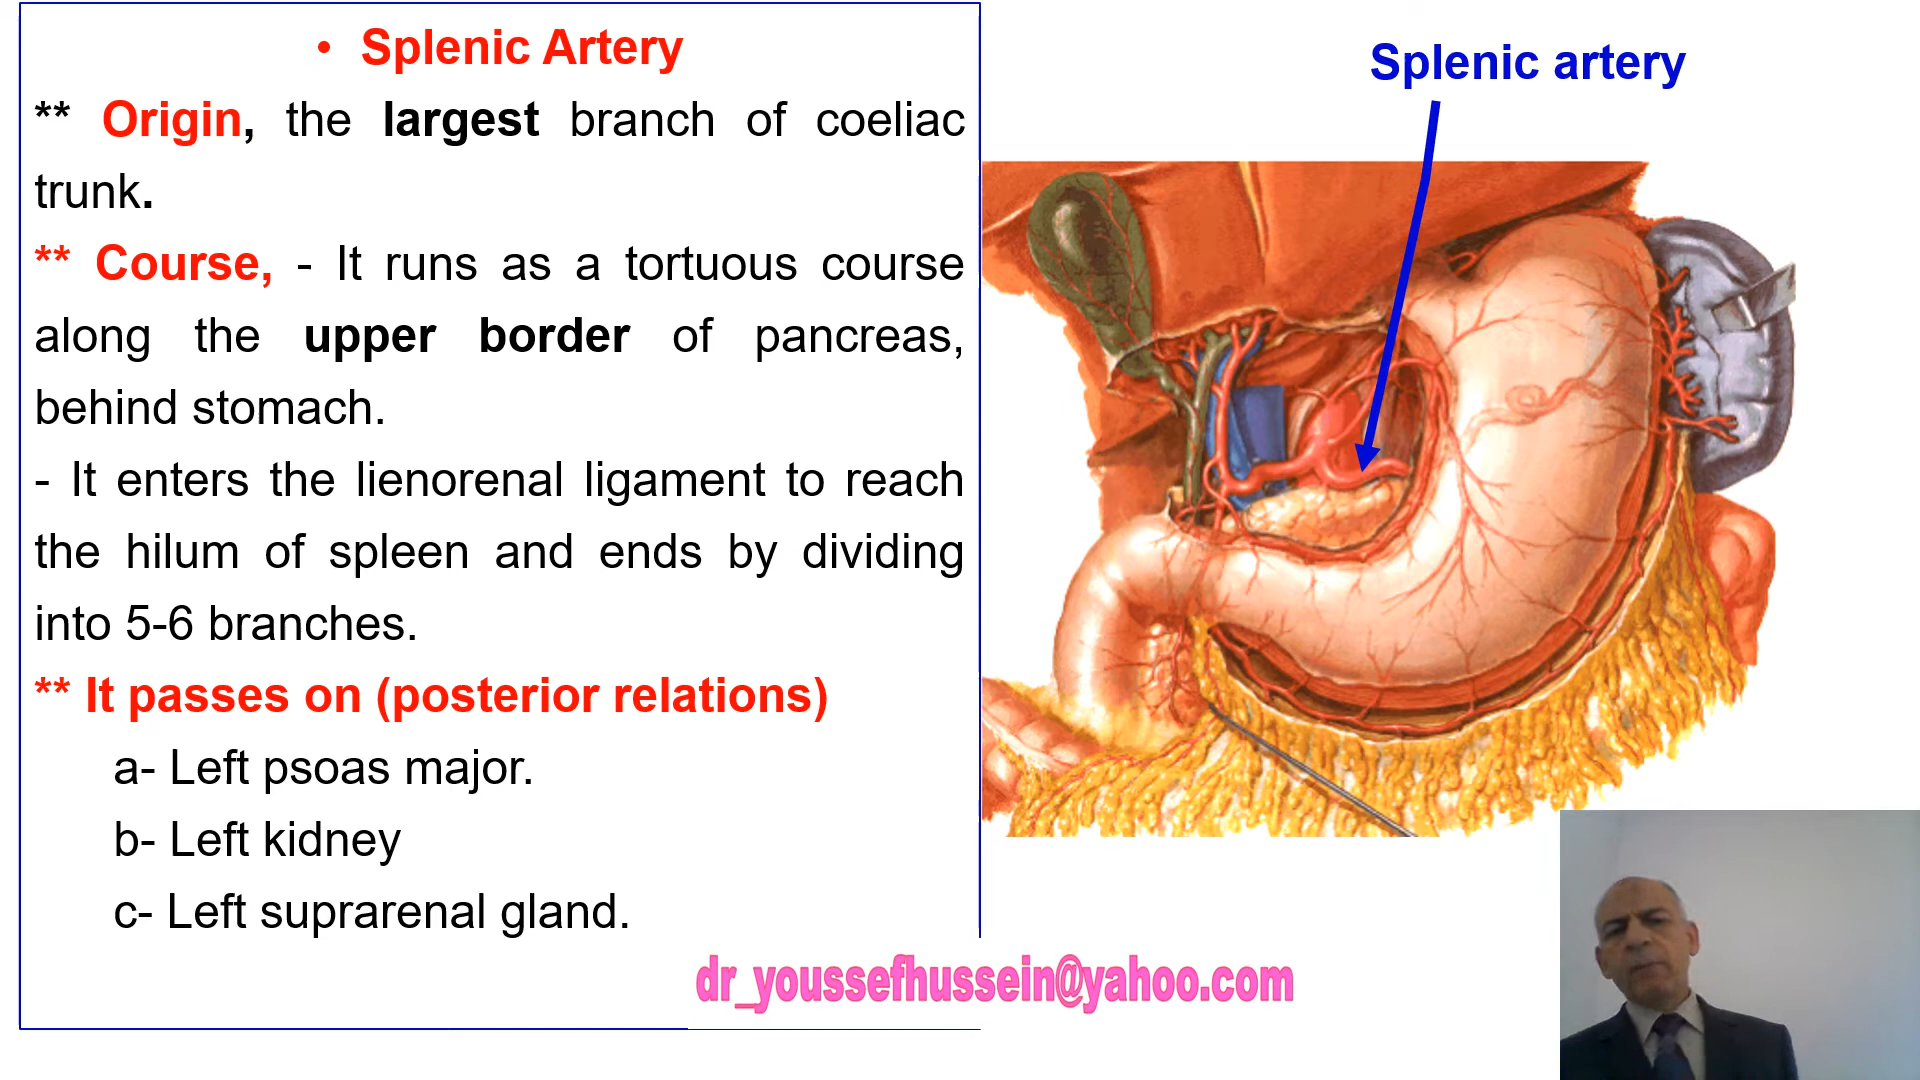 • Splenic Artery
** Origin, the largest branch of coeliac
trunk.
** Course, - It runs as a tortuous course
along the upper border of pancreas,
behind stomach.
- It enters the lienorenal ligament to reach
the hilum of spleen and ends by dividing
into 5-6 branches.
** It passes on (posterior relations)
a- Left psoas major.
b- Left kidney
c- Left suprarenal gland.
Splenic artery
dr_youssefhussein@yahoo.com